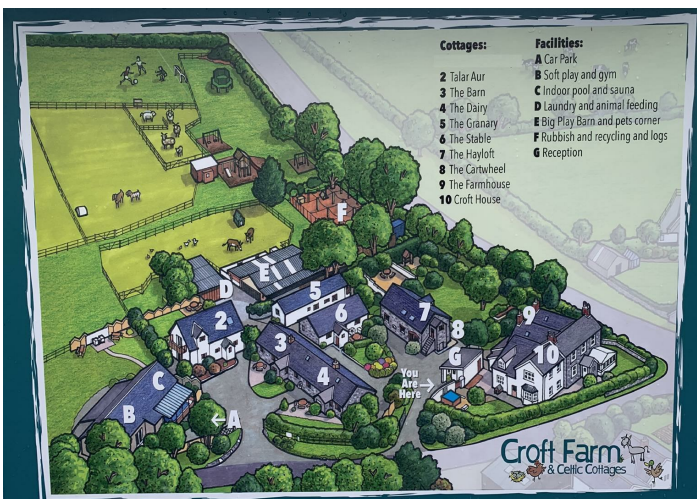 Cottages:
2 Talar Aur
3 The Barn
4 The Dairy
5 The Granary
6 The Stable
7 The Hayloft
8 The Cartwheel
9 The Farmhouse
10 Croft House
Facilities:
A Car Park
B Soft play and gym
C Indoor pool and sauna
D Laundry and animal feeding
E Big Play Barn and pets corner
F Rubbish and recycling and logs
G Reception
F
E
D
5
2
6
7
3
8
9
4
G
10
C
B
←A
You
Are
Here→
Croft Farm
& Celtic Cottages